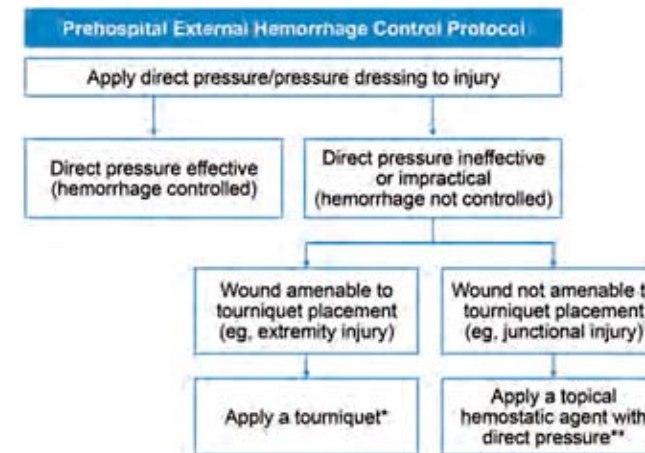 Prehospital External Hemorrhage Control Protocol
Apply direct pressure/pressure dressing to injury
Direct pressure effective
(hemorrhage controlled)
Direct pressure ineffective
or impractical
(hemorrhage not controlled)
Wound amenable to
tourniquet placement
(eg, extremity injury)
Wound not amenable t
tourniquet placement
(eg, junctional injury)
Apply a tourniquet*
Apply a topical
hemostatic agent with
direct pressure**